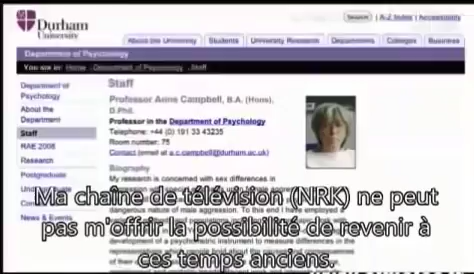 Durham
University
Search | A-Z Index | Accessibility
About the University Students University Research Departments Colleges Business
Department of Psychology
You are in: Home Department of Psychology Staff
Department of
Psychology
About the
Department
Staff
RAE 2008
Research
Postgraduate
News & Events
Staff
Professor Anne Campbell, B.A. (Hons),
D.Phil.
Professor in the Department of Psychology
Telephone: +44 (0) 191 33 43235
Room number: 75
Contact (email at a.c.campbell@durham.ac.uk)
Biography
My research is concerned with sex differences in
dangerous nature of male aggression. To this end I have employed a
development of a psychometric instrument to measure differences in the
Ma chaîne de télévision (NRK) ne peut
pas m'offrir la possibilité de revenir à
ces temps anciens.